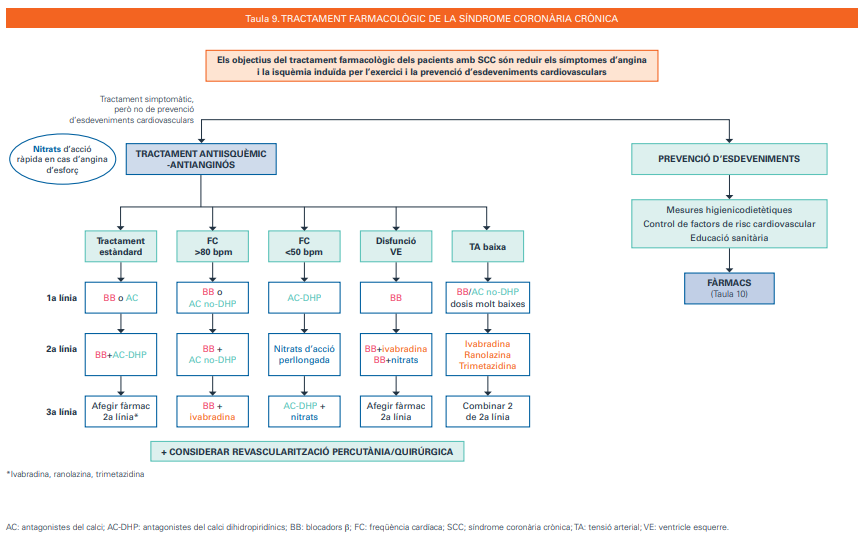 Taula 9. TRACTAMENT FARMACOLÒGIC DE LA SÍNDROME CORONÀRIA CRÒNICA
Els objectius del tractament farmacològic dels pacients amb SCC són reduir els símptomes d'angina
i la isquèmia induïda per l'exercici i la prevenció d'esdeveniments cardiovasculars
Tractament simptomàtic,
però no de prevenció
d'esdeveniments cardiovasculars
Nitrats d'acció
ràpida en cas d'angina
d'esforç
TRACTAMENT ANTIISQUÈMIC
-ANTIANGINÓS
PREVENCIÓ D'ESDEVENIMENTS
Mesures higienicodietètiques
Control de factors de risc cardiovascular
Educació sanitària
FÀRMACS
(Taula 10)
Tractament
estàndard
FC
>80 bpm
FC
<50 bpm
Disfunció
VE
TA baixa
1a línia
BB o AC
BB o
AC no-DHP
AC-DHP
BB
BB/AC no-DHP
dosis molt baixes
2a línia
BB+AC-DHP
BB +
AC no-DHP
Nitrats d'acció
perllongada
BB+ivabradina
BB+nitrats
Ivabradina
Ranolazina
Trimetazidina
3a línia
Afegir fàrmac
2a línia*
BB +
ivabradina
AC-DHP +
nitrats
Afegir fàrmac
2a línia
Combinar 2
de 2a línia
+ CONSIDERAR REVASCULARITZACIÓ PERCUTÀNIA/QUIRÚRGICA
*Ivabradina, ranolazina, trimetazidina
AC: antagonistes del calci; AC-DHP: antagonistes del calci dihidropiridínics; BB: blocadors β; FC: freqüència cardíaca; SCC; síndrome coronària crònica; TA: tensió arterial; VE: ventricle esquerre.